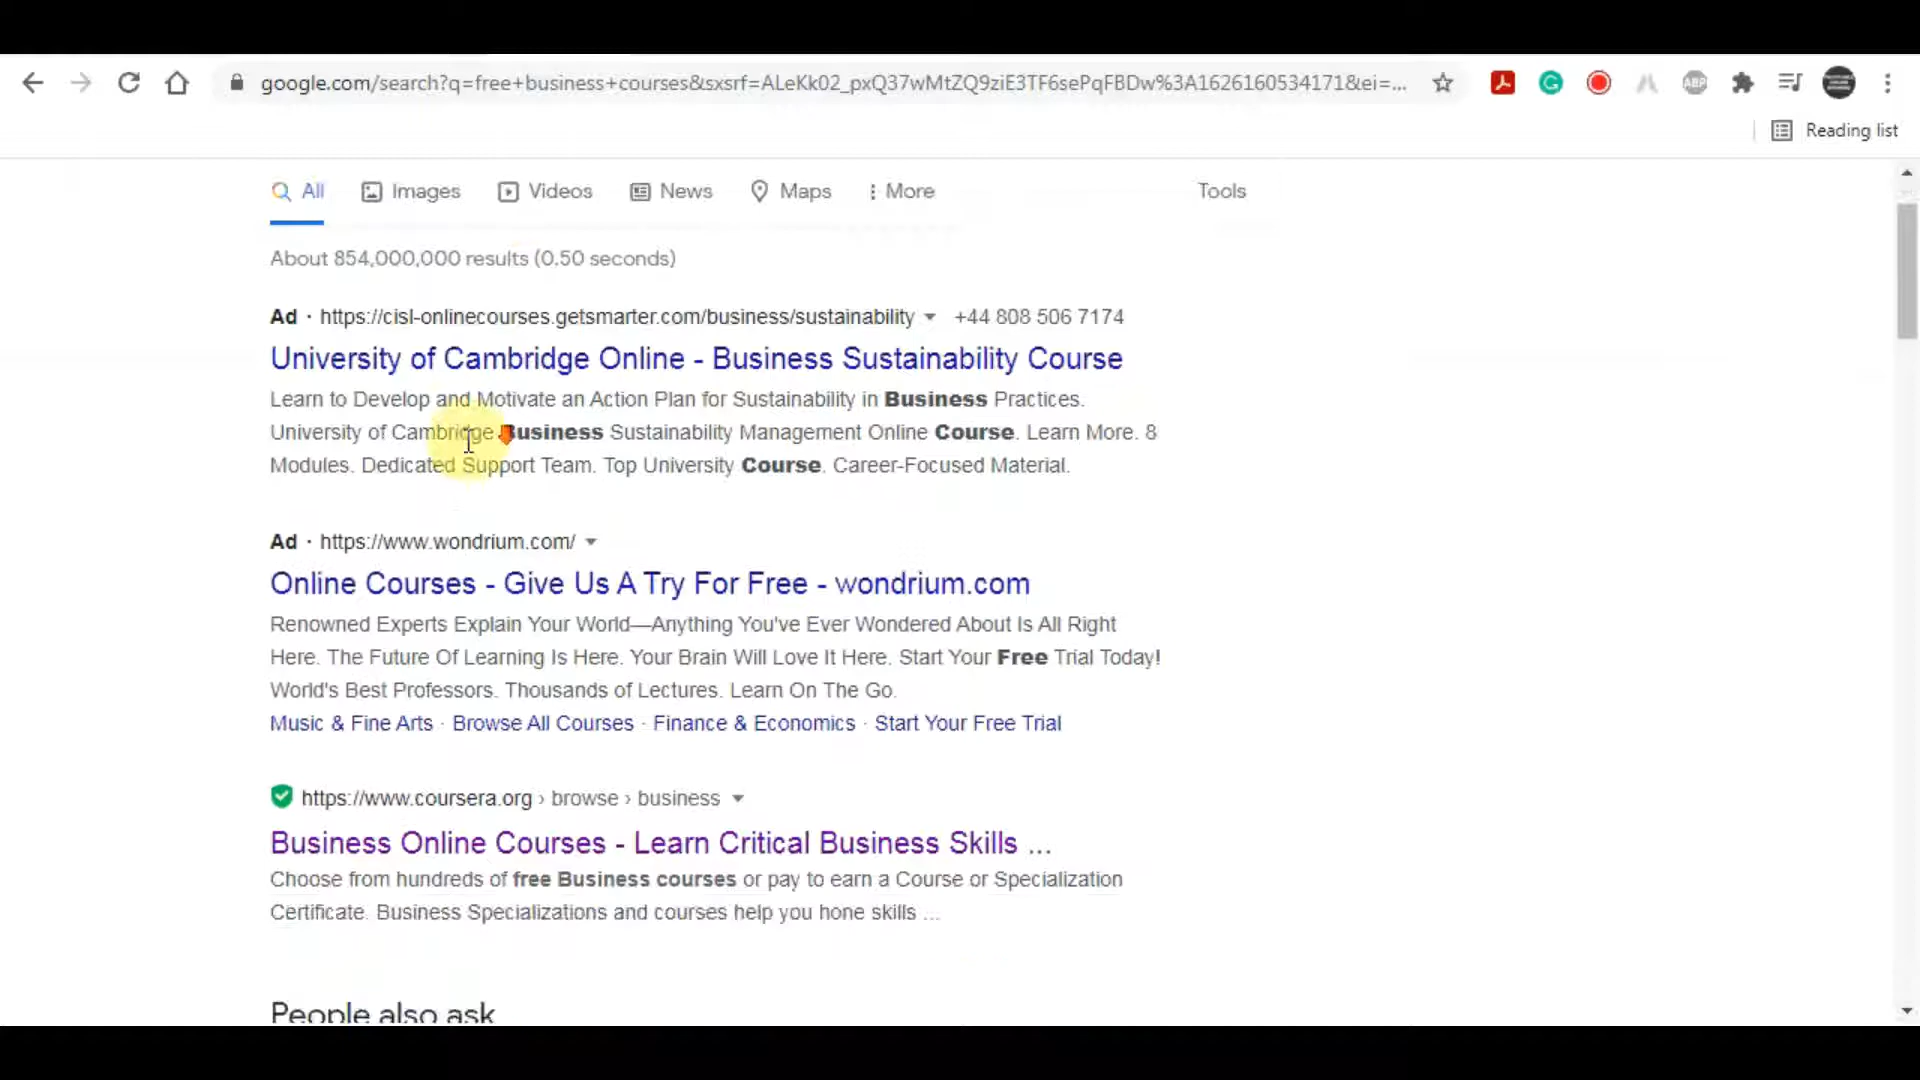 google.com/search?q=free+business+courses&sxsrf=ALeKk02_pxQ37wMtZQ9ziE3TF6sePqFBDw%3A1626160534171&ei=...
ABP
Reading list
All Images Videos News Maps More Tools
About 854,000,000 results (0.50 seconds)
Ad · https://cisl-onlinecourses.getsmarter.com/business/sustainability +44 808 506 7174
University of Cambridge Online - Business Sustainability Course
Learn to Develop and Motivate an Action Plan for Sustainability in Business Practices.
University of Cambridge Business Sustainability Management Online Course. Learn More. 8
Modules. Dedicated Support Team. Top University Course. Career-Focused Material.
Ad · https://www.wondrium.com/
Online Courses - Give Us A Try For Free - wondrium.com
Renowned Experts Explain Your World—Anything You've Ever Wondered About Is All Right
Here. The Future Of Learning Is Here. Your Brain Will Love It Here. Start Your Free Trial Today!
World's Best Professors. Thousands of Lectures. Learn On The Go.
Music & Fine Arts · Browse All Courses · Finance & Economics · Start Your Free Trial
https://www.coursera.org › browse › business
Business Online Courses - Learn Critical Business Skills ...
Choose from hundreds of free Business courses or pay to earn a Course or Specialization
Certificate. Business Specializations and courses help you hone skills ...
People also ask